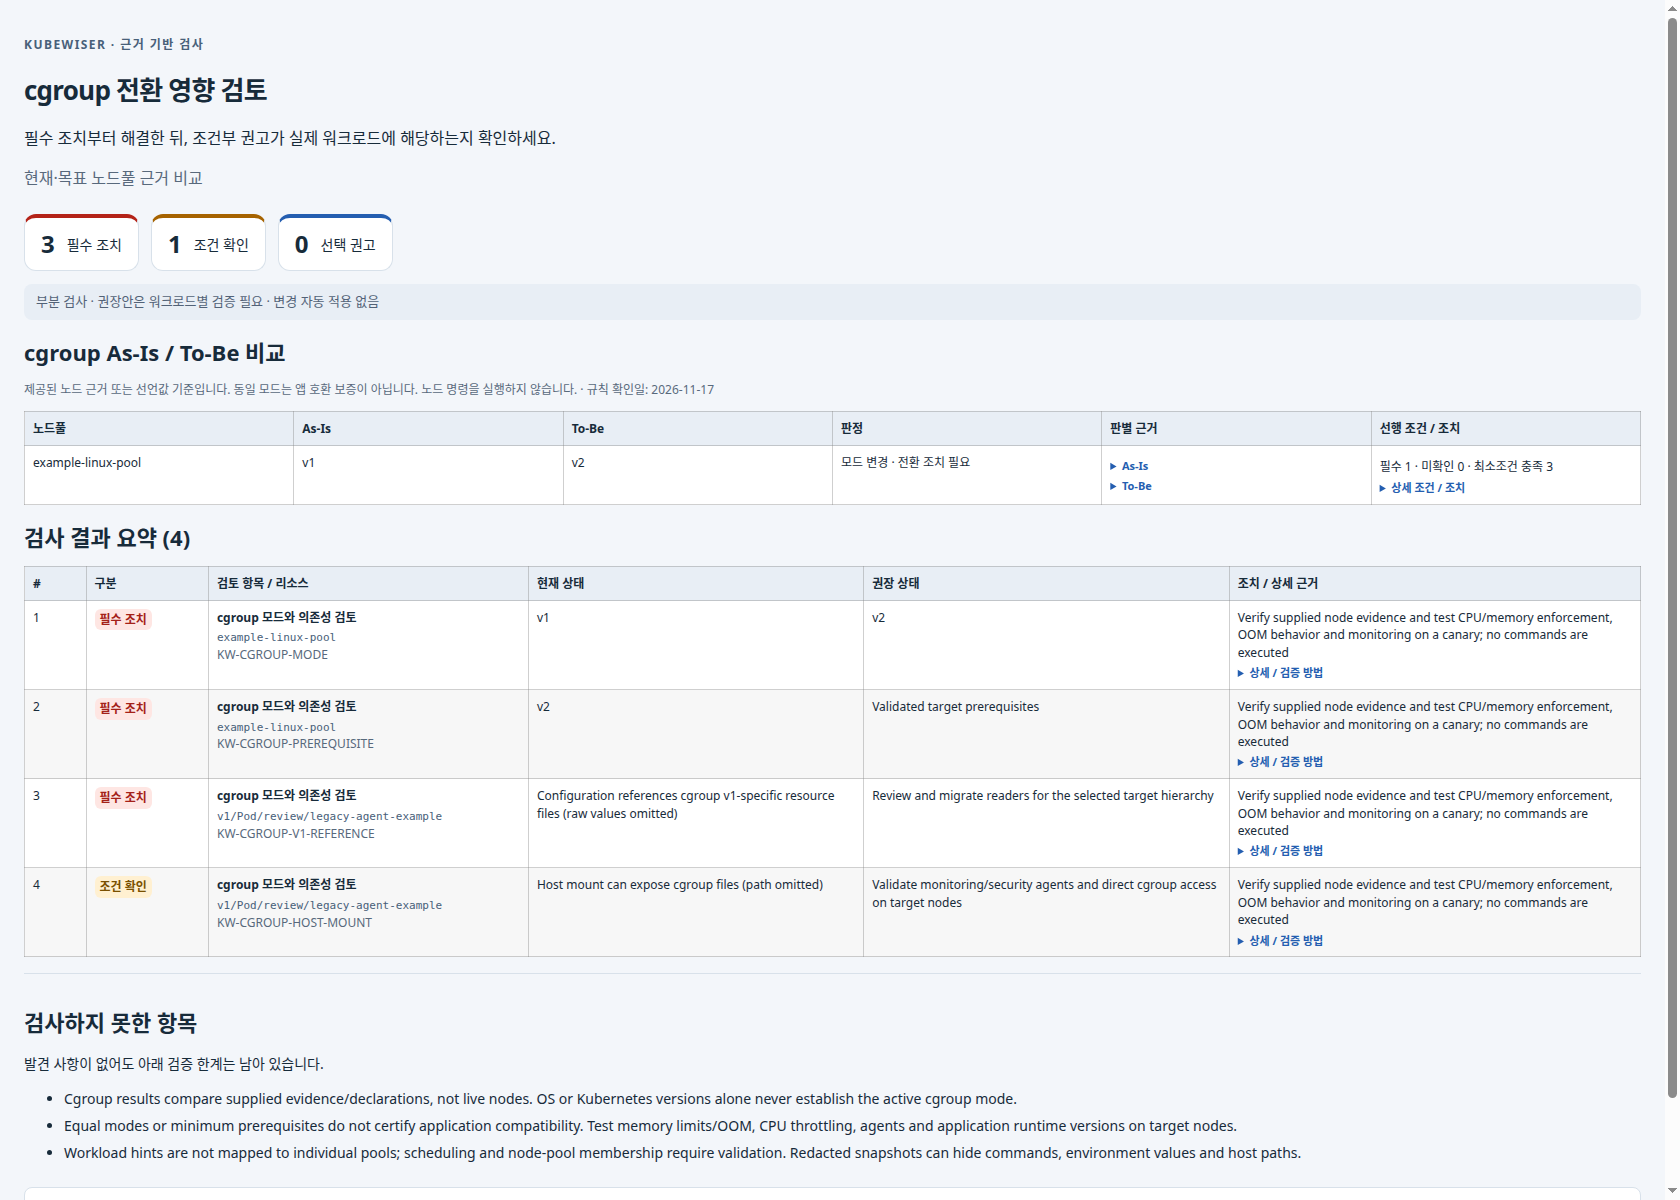 KUBEWISER · 근거 기반 검사
cgroup 전환 영향 검토
필수 조치부터 해결한 뒤, 조건부 권고가 실제 워크로드에 해당하는지 확인하세요.
현재·목표 노드풀 근거 비교
3 필수 조치 1 조건 확인 0 선택 권고
부분 검사 · 권장안은 워크로드별 검증 필요 · 변경 자동 적용 없음
cgroup As-Is / To-Be 비교
제공된 노드 근거 또는 선언값 기준입니다. 동일 모드는 앱 호환 보증이 아닙니다. 노드 명령을 실행하지 않습니다. · 규칙 확인일: 2026-11-17
노드풀 As-Is To-Be 판정 판별 근거 선행 조건 / 조치
example-linux-pool v1 v2 모드 변경 · 전환 조치 필요 ▶ As-Is 필수 1 · 미확인 0 · 최소조건 충족 3
▶ To-Be ▶ 상세 조건 / 조치
검사 결과 요약 (4)
# 구분 검토 항목 / 리소스 현재 상태 권장 상태 조치 / 상세 근거
1 필수 조치 cgroup 모드와 의존성 검토 v1 v2 Verify supplied node evidence and test CPU/memory enforcement,
example-linux-pool OOM behavior and monitoring on a canary; no commands are
KW-CGROUP-MODE executed
▶ 상세 / 검증 방법
2 필수 조치 cgroup 모드와 의존성 검토 v2 Validated target prerequisites Verify supplied node evidence and test CPU/memory enforcement,
example-linux-pool OOM behavior and monitoring on a canary; no commands are
KW-CGROUP-PREREQUISITE executed
▶ 상세 / 검증 방법
3 필수 조치 cgroup 모드와 의존성 검토 Configuration references cgroup v1-specific resource Review and migrate readers for the selected target hierarchy Verify supplied node evidence and test CPU/memory enforcement,
v1/Pod/review/legacy-agent-example files (raw values omitted) OOM behavior and monitoring on a canary; no commands are
KW-CGROUP-V1-REFERENCE executed
▶ 상세 / 검증 방법
4 조건 확인 cgroup 모드와 의존성 검토 Host mount can expose cgroup files (path omitted) Validate monitoring/security agents and direct cgroup access Verify supplied node evidence and test CPU/memory enforcement,
v1/Pod/review/legacy-agent-example on target nodes OOM behavior and monitoring on a canary; no commands are
KW-CGROUP-HOST-MOUNT executed
▶ 상세 / 검증 방법
검사하지 못한 항목
발견 사항이 없어도 아래 검증 한계는 남아 있습니다.
• Cgroup results compare supplied evidence/declarations, not live nodes. OS or Kubernetes versions alone never establish the active cgroup mode.
• Equal modes or minimum prerequisites do not certify application compatibility. Test memory limits/OOM, CPU throttling, agents and application runtime versions on target nodes.
• Workload hints are not mapped to individual pools; scheduling and node-pool membership require validation. Redacted snapshots can hide commands, environment values and host paths.